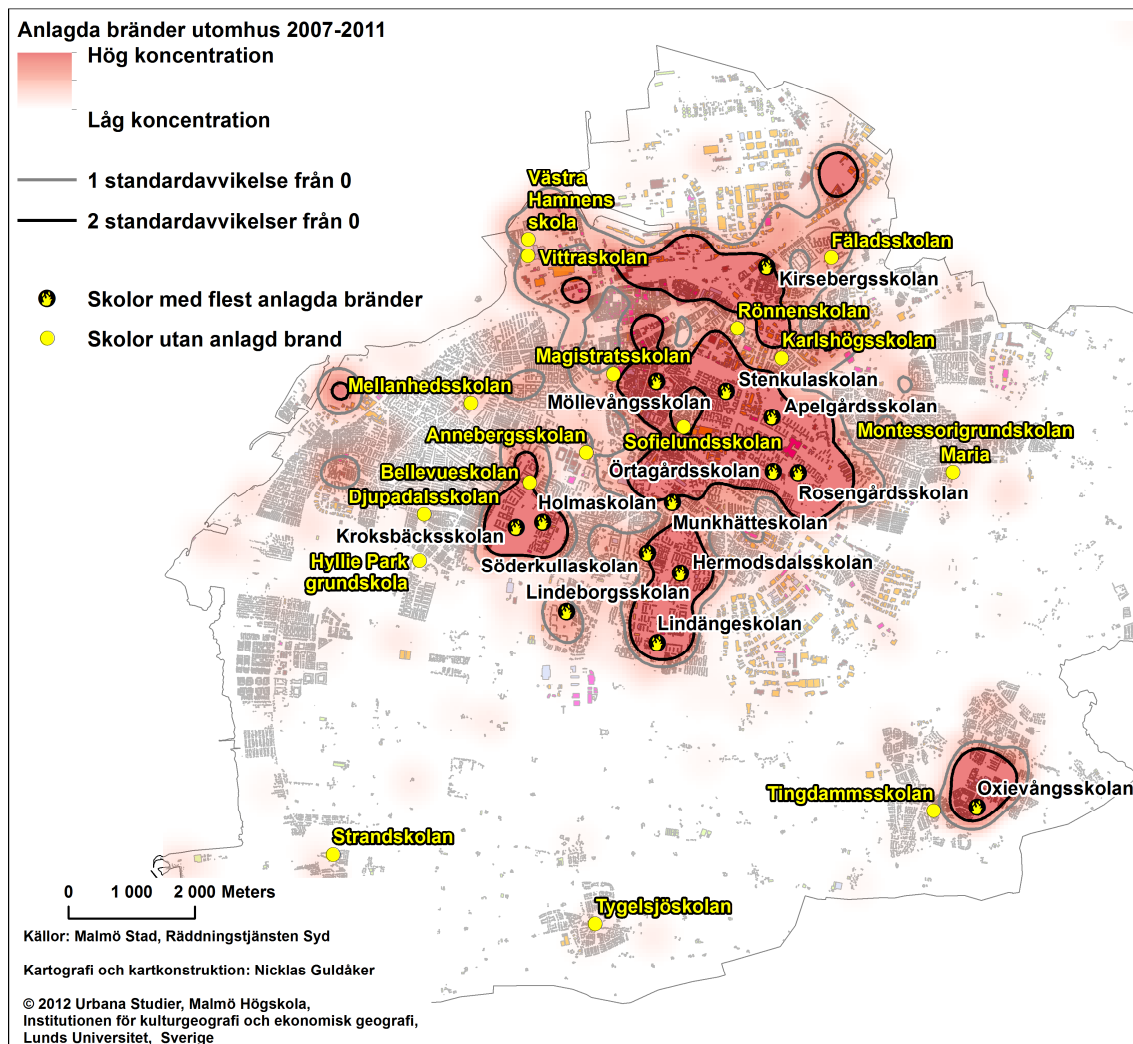 Anlagda bränder utomhus 2007-2011
Hög koncentration
Låg koncentration
1 standardavvikelse från 0
2 standardavvikelser från 0
Skolor med flest anlagda bränder
Skolor utan anlagd brand
Västra
Hamnens
skola
Vittraskolan
Fäladsskolan
Kirsebergsskolan
Rönnenskolan
Karlshögsskolan
Magistratsskolan
Stenkulaskolan
Mellanhedsskolan
Möllevångsskolan
Apelgårdsskolan
Annebergsskolan
Sofielundsskolan
Montessorigrundskolan
Maria
Bellevueskolan
Örtagårdsskolan
Rosengårdsskolan
Djupadalsskolan
Holmaskolan
Munkhätteskolan
Kroksbäcksskolan
Söderkullaskolan
Hermodsdalsskolan
Hyllie Park
grundskola
Lindeborgsskolan
Lindängeskolan
Oxievångsskolan
Tingdammsskolan
Strandskolan
Tygelsjöskolan
0 1 000 2 000 Meters
Källor: Malmö Stad, Räddningstjänsten Syd
Kartografi och kartkonstruktion: Nicklas Guldåker
© 2012 Urbana Studier, Malmö Högskola,
Institutionen för kulturgeografi och ekonomisk geografi,
Lunds Universitet, Sverige